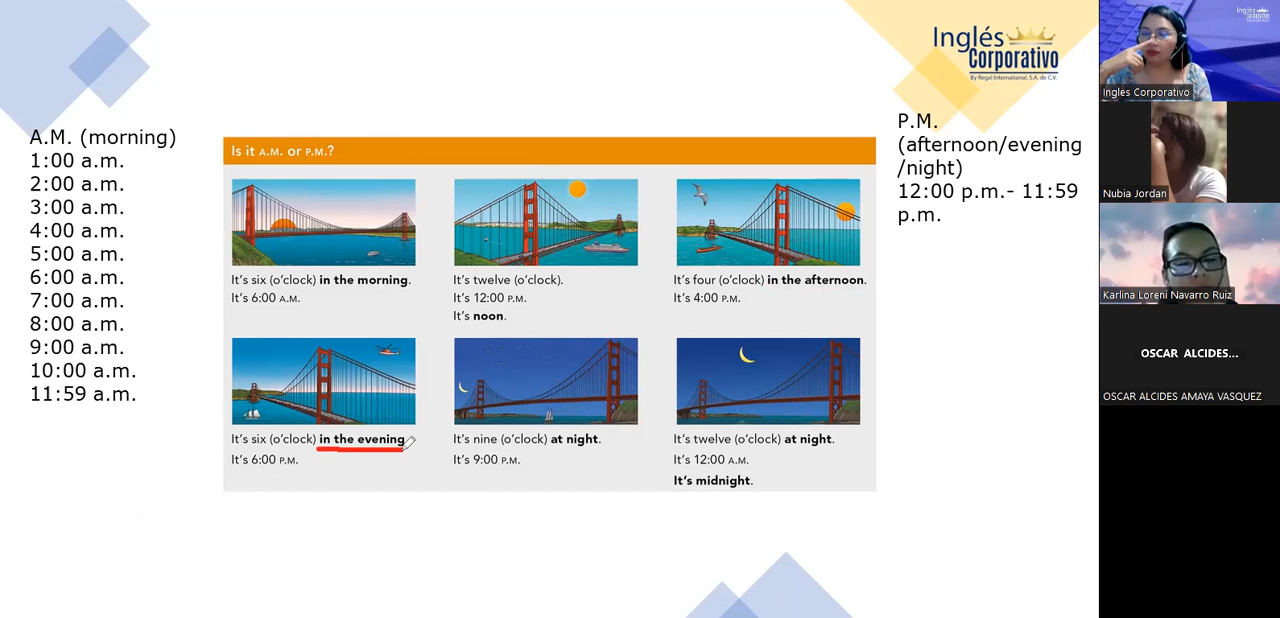 Inglés
Corporativo
By Regal International, S.A. de C.V.
A.M. (morning)
1:00 a.m.
2:00 a.m.
3:00 a.m.
4:00 a.m.
5:00 a.m.
6:00 a.m.
7:00 a.m.
8:00 a.m.
9:00 a.m.
10:00 a.m.
11:59 a.m.
Is it A.M. or P.M.?
It's six (o'clock) in the morning.
It's 6:00 A.M.
It's twelve (o'clock).
It's 12:00 P.M.
It's noon.
It's four (o'clock) in the afternoon.
It's 4:00 P.M.
It's six (o'clock) in the evening
It's 6:00 P.M.
It's nine (o'clock) at night.
It's 9:00 P.M.
It's twelve (o'clock) at night.
It's 12:00 A.M.
It's midnight.
P.M.
(afternoon/evening
/night)
12:00 p.m.- 11:59
p.m.
Ingles Corporativo
Nubia Jordan
Karlina Loreni Navarro Ruiz
OSCAR ALCIDES...
OSCAR ALCIDES AMAYA VASQUEZ